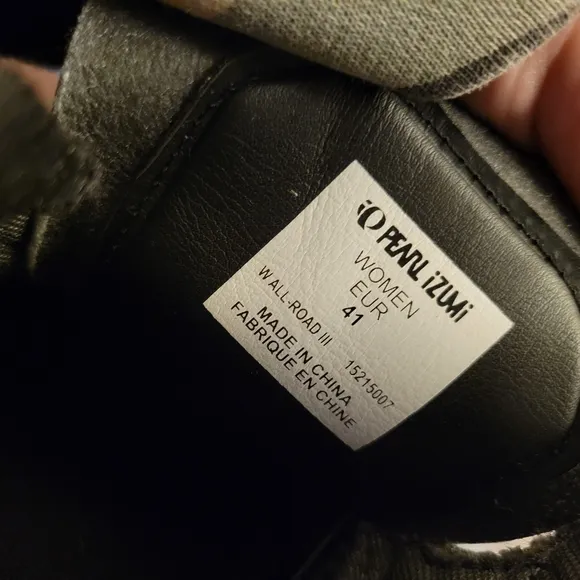 PEARL iZUMi
WOMEN
EUR
41
W ALL-ROAD III 15215007
MADE IN CHINA
FABRIQUE EN CHINE